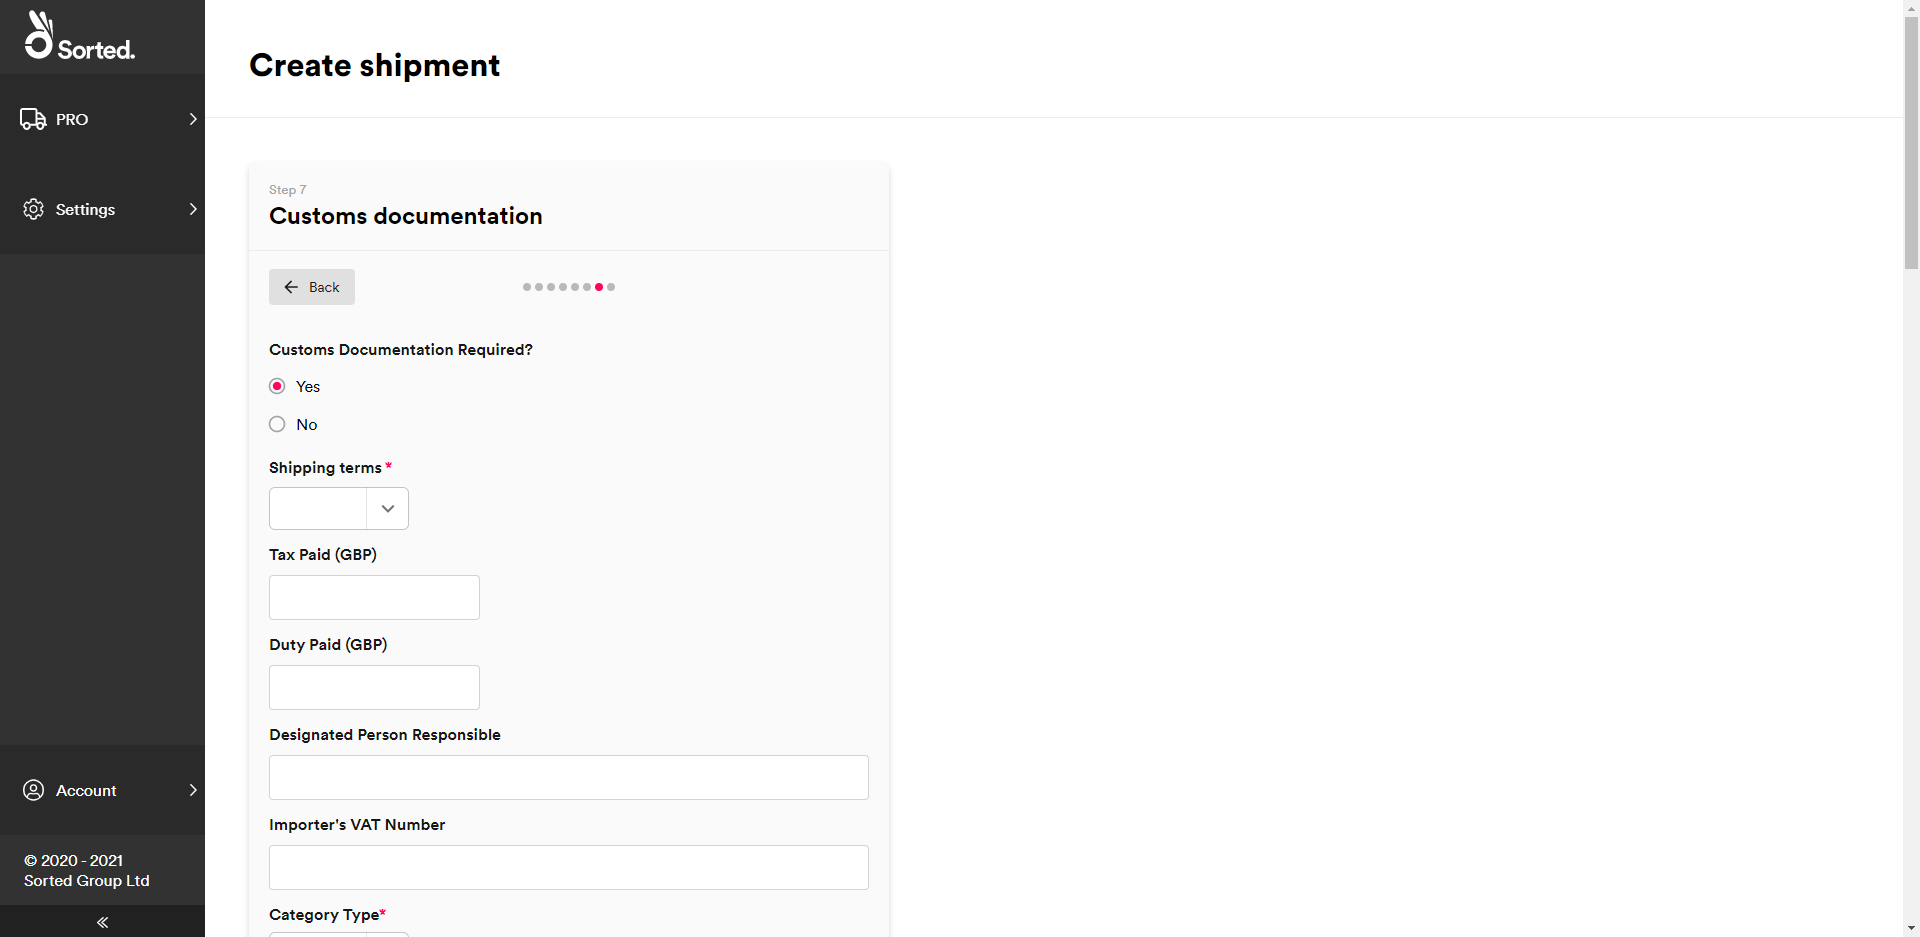 Sorted.
PRO
Settings
Account
© 2020 - 2021
Sorted Group Ltd
Create shipment
Step 7
Customs documentation
Back
Customs Documentation Required?
Yes
No
Shipping terms *
Tax Paid (GBP)
Duty Paid (GBP)
Designated Person Responsible
Importer's VAT Number
Category Type*